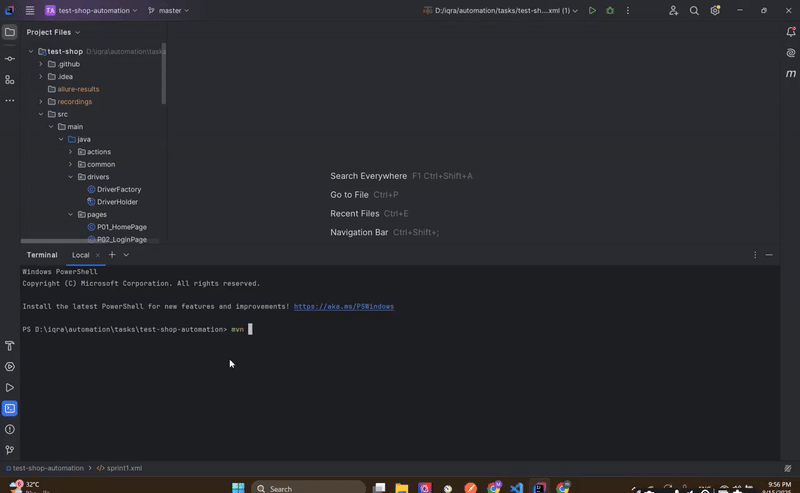 TA test-shop-automation master D:/iqra/automation/tasks/test-sh....xml (1)
Project Files
test-shop D:\iqra\automation\tasks
.github
.idea
allure-results
recordings
src
main
java
actions
common
drivers
DriverFactory
DriverHolder
pages
P01_HomePage
P02_LoginPage
Search Everywhere F1 Ctrl+Shift+A
Go to File Ctrl+P
Recent Files Ctrl+E
Navigation Bar Ctrl+Shift+;
m
Terminal Local
Windows PowerShell
Copyright (C) Microsoft Corporation. All rights reserved.
Install the latest PowerShell for new features and improvements! https://aka.ms/PSWindows
PS D:\iqra\automation\tasks\test-shop-automation> mvn
test-shop-automation > sprint1.xml
32°C
Search
9:56 PM
8/15/2025